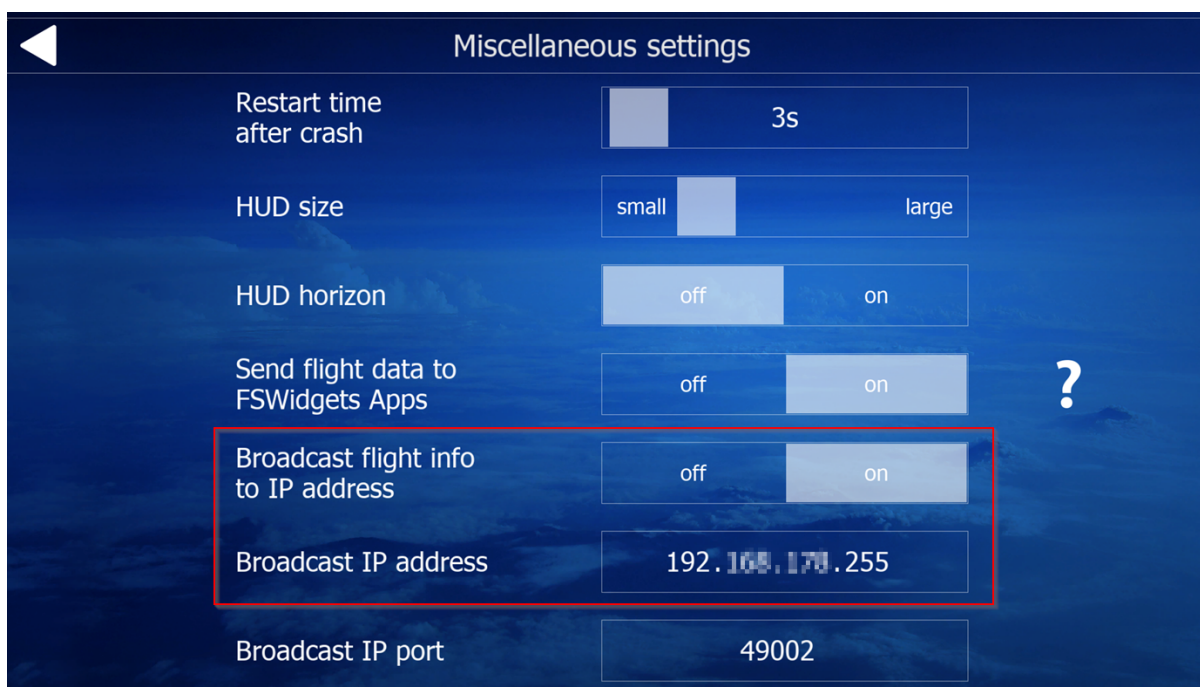 Miscellaneous settings
Restart time
after crash
3s
HUD size
small
large
HUD horizon
off
on
Send flight data to
FSWidgets Apps
off
on
?
Broadcast flight info
to IP address
off
on
Broadcast IP address
192. .255
Broadcast IP port
49002